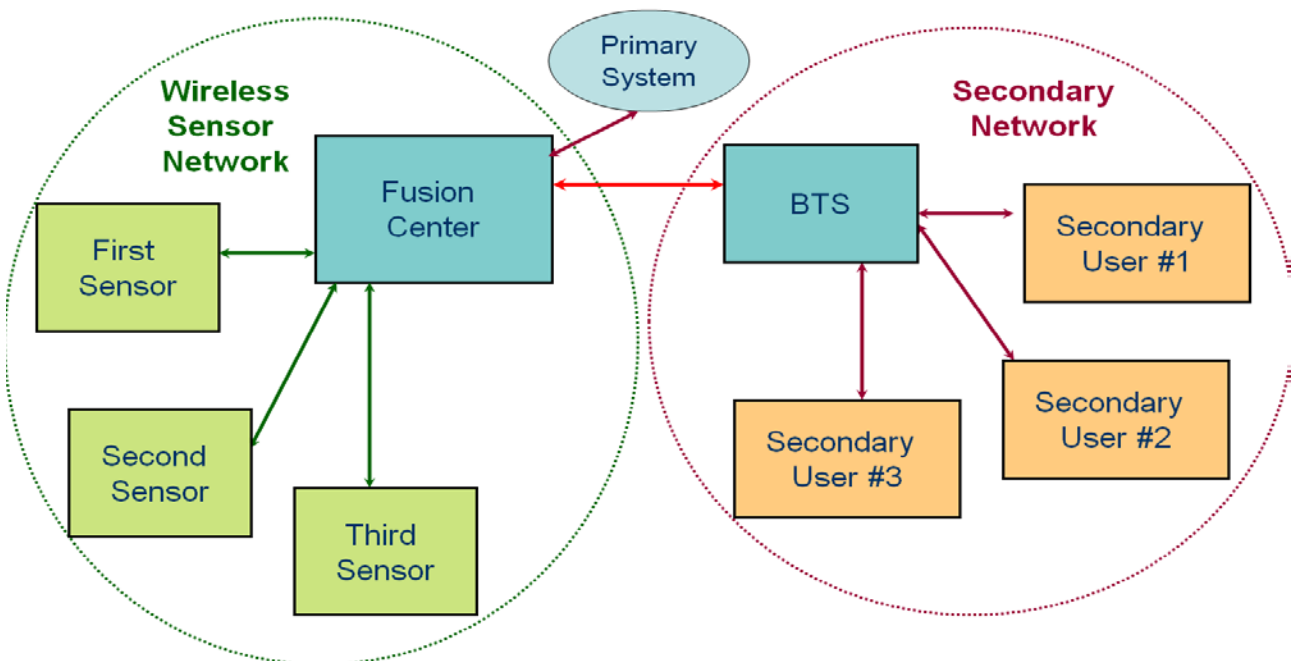 Primary
System
Wireless
Sensor
Network
Secondary
Network
Fusion
Center
BTS
First
Sensor
Secondary
User #1
Second
Sensor
Secondary
User #2
Secondary
User #3
Third
Sensor